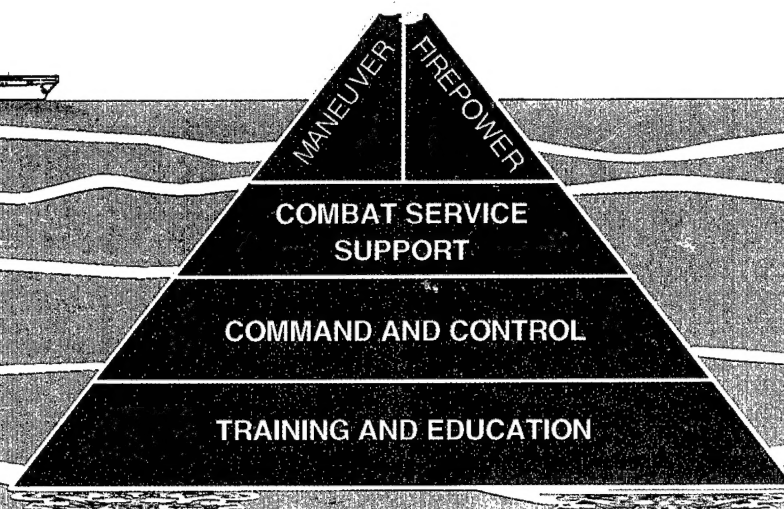 MANEUVER
FIREPOWER
COMBAT SERVICE
SUPPORT
COMMAND AND CONTROL
TRAINING AND EDUCATION